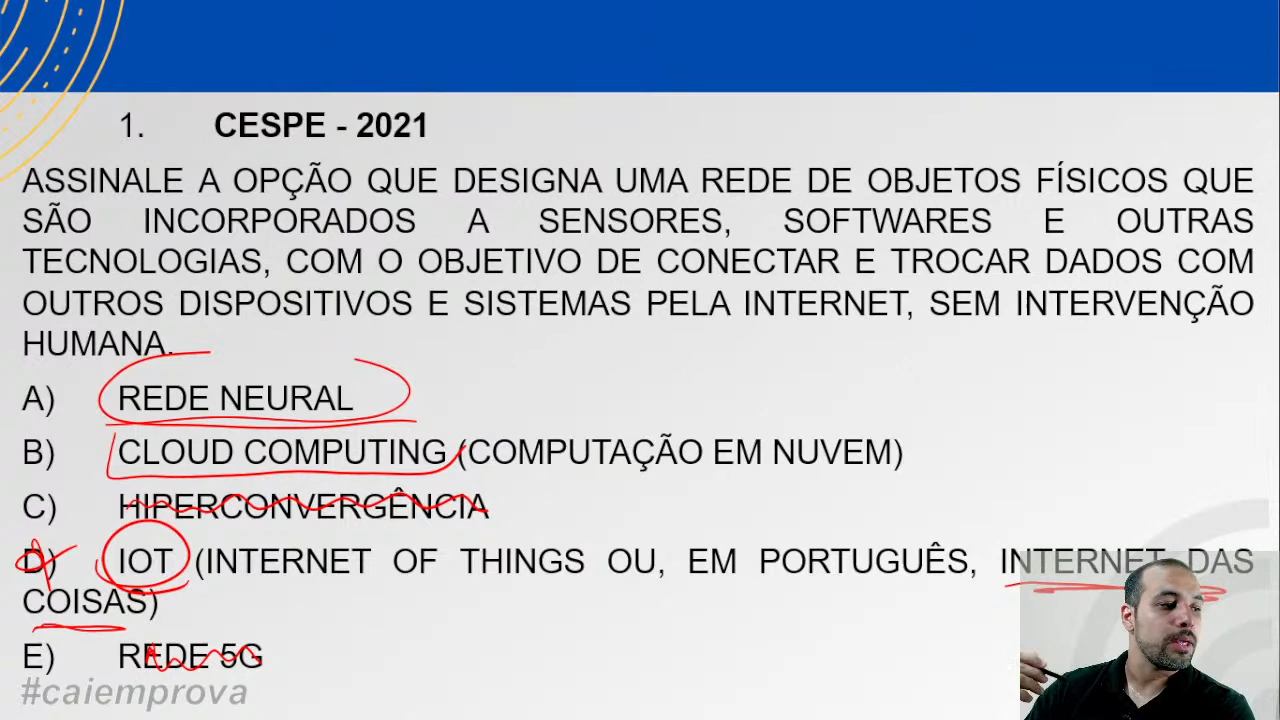 1. CESPE - 2021
ASSINALE A OPÇÃO QUE DESIGNA UMA REDE DE OBJETOS FÍSICOS QUE
SÃO INCORPORADOS A SENSORES, SOFTWARES E OUTRAS
TECNOLOGIAS, COM O OBJETIVO DE CONECTAR E TROCAR DADOS COM
OUTROS DISPOSITIVOS E SISTEMAS PELA INTERNET, SEM INTERVENÇÃO
HUMANA.
A) REDE NEURAL
B) CLOUD COMPUTING (COMPUTAÇÃO EM NUVEM)
C) HIPERCONVERGÊNCIA
D) IOT (INTERNET OF THINGS OU, EM PORTUGUÊS, INTERNET DAS
COISAS)
E) REDE 5G
#caiemprova